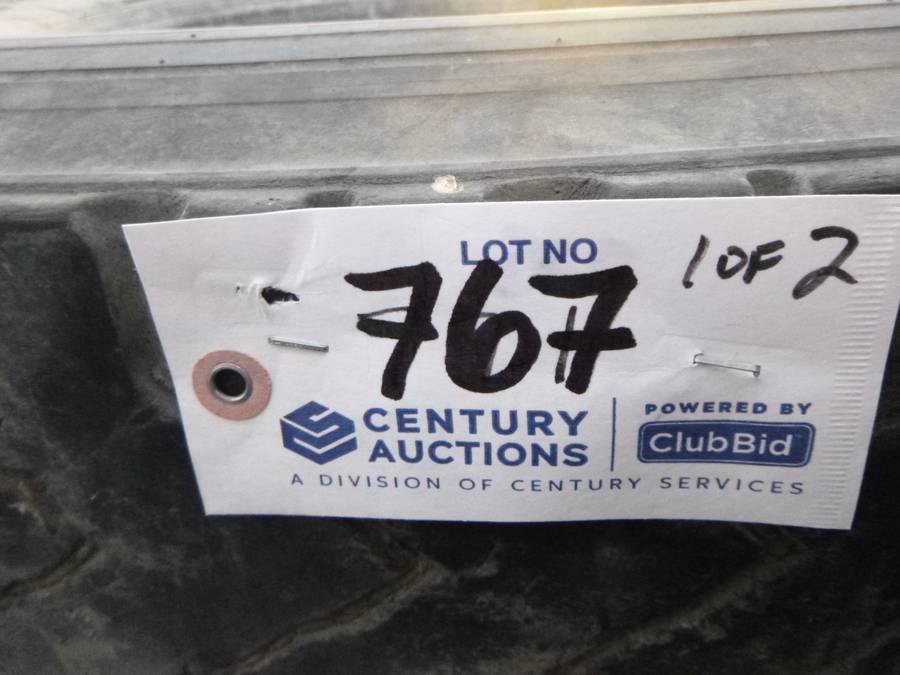 LOT NO
767
1 OF 2
CENTURY
AUCTIONS
POWERED BY
ClubBid
A DIVISION OF CENTURY SERVICES